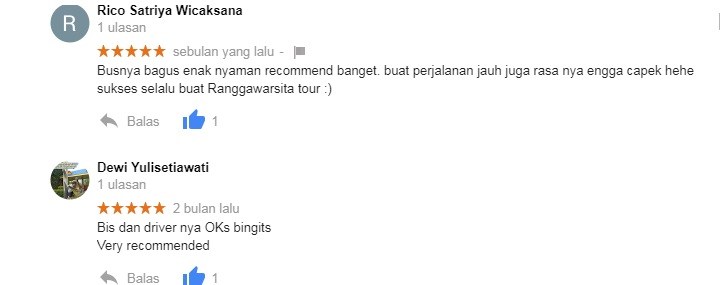 R
Rico Satriya Wicaksana
1 ulasan
sebulan yang lalu -
Busnya bagus enak nyaman recommend banget. buat perjalanan jauh juga rasa nya engga capek hehe
sukses selalu buat Ranggawarsita tour :)
Balas 1
Dewi Yulisetiawati
1 ulasan
2 bulan lalu
Bis dan driver nya OKs bingits
Very recommended
Balas 1